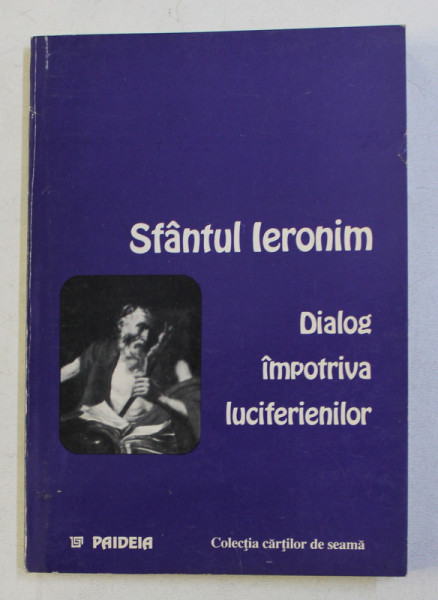 Sfântul Ieronim
Dialog
împotriva
luciferienilor
PAIDEIA
Colecția cărților de seamă